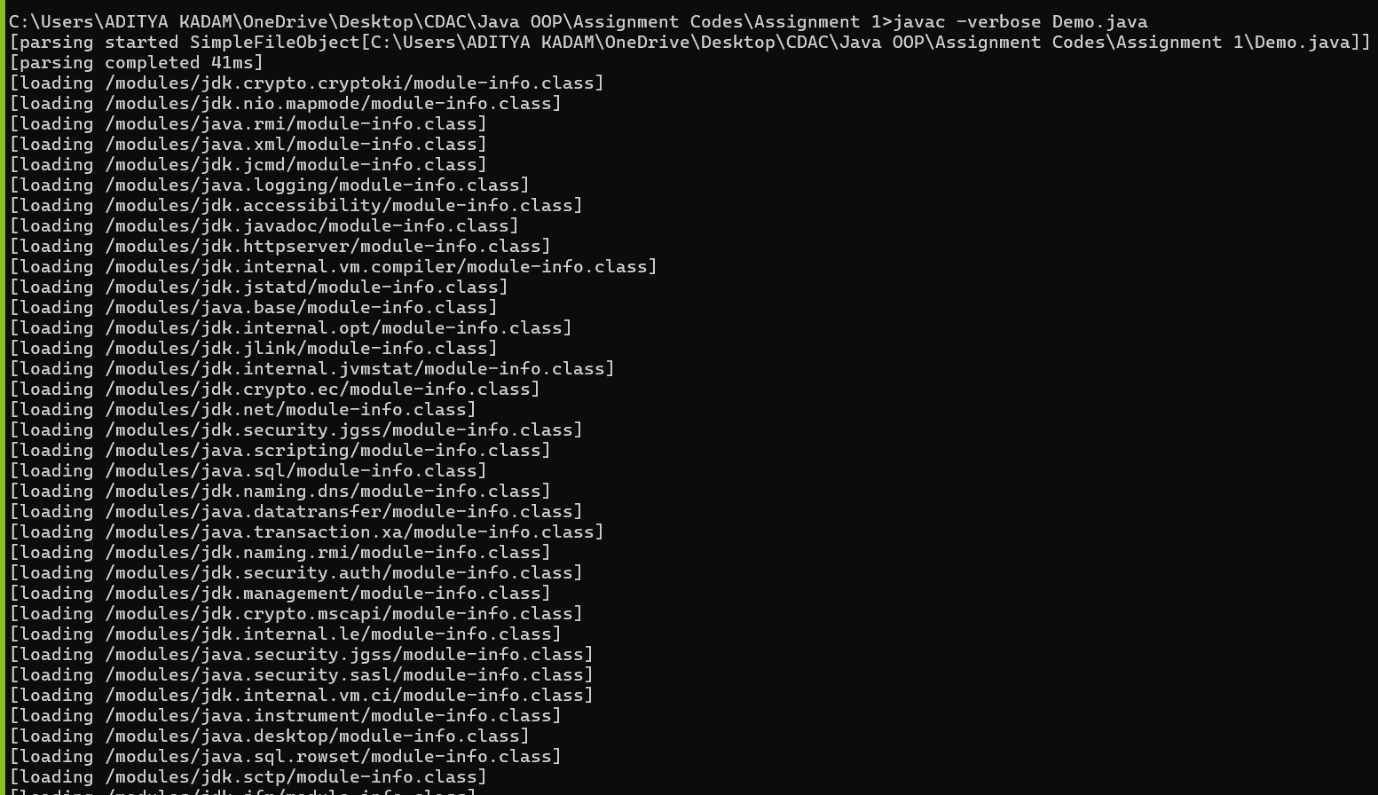 C:\Users\ADITYA KADAM\OneDrive\Desktop\CDAC\Java OOP\Assignment Codes\Assignment 1>javac -verbose Demo.java
[parsing started SimpleFileObject[C:\Users\ADITYA KADAM\OneDrive\Desktop\CDAC\Java OOP\Assignment Codes\Assignment 1\Demo.java]]
[parsing completed 41ms]
[loading /modules/jdk.crypto.cryptoki/module-info.class]
[loading /modules/jdk.nio.mapmode/module-info.class]
[loading /modules/java.rmi/module-info.class]
[loading /modules/java.xml/module-info.class]
[loading /modules/jdk.jcmd/module-info.class]
[loading /modules/java.logging/module-info.class]
[loading /modules/jdk.accessibility/module-info.class]
[loading /modules/jdk.javadoc/module-info.class]
[loading /modules/jdk.httpserver/module-info.class]
[loading /modules/jdk.internal.vm.compiler/module-info.class]
[loading /modules/jdk.jstatd/module-info.class]
[loading /modules/java.base/module-info.class]
[loading /modules/jdk.internal.opt/module-info.class]
[loading /modules/jdk.jlink/module-info.class]
[loading /modules/jdk.internal.jvmstat/module-info.class]
[loading /modules/jdk.crypto.ec/module-info.class]
[loading /modules/jdk.net/module-info.class]
[loading /modules/jdk.security.jgss/module-info.class]
[loading /modules/java.scripting/module-info.class]
[loading /modules/java.sql/module-info.class]
[loading /modules/jdk.naming.dns/module-info.class]
[loading /modules/java.datatransfer/module-info.class]
[loading /modules/java.transaction.xa/module-info.class]
[loading /modules/jdk.naming.rmi/module-info.class]
[loading /modules/jdk.security.auth/module-info.class]
[loading /modules/jdk.management/module-info.class]
[loading /modules/jdk.crypto.mscapi/module-info.class]
[loading /modules/jdk.internal.le/module-info.class]
[loading /modules/java.security.jgss/module-info.class]
[loading /modules/java.security.sasl/module-info.class]
[loading /modules/jdk.internal.vm.ci/module-info.class]
[loading /modules/java.instrument/module-info.class]
[loading /modules/java.desktop/module-info.class]
[loading /modules/java.sql.rowset/module-info.class]
[loading /modules/jdk.sctp/module-info.class]